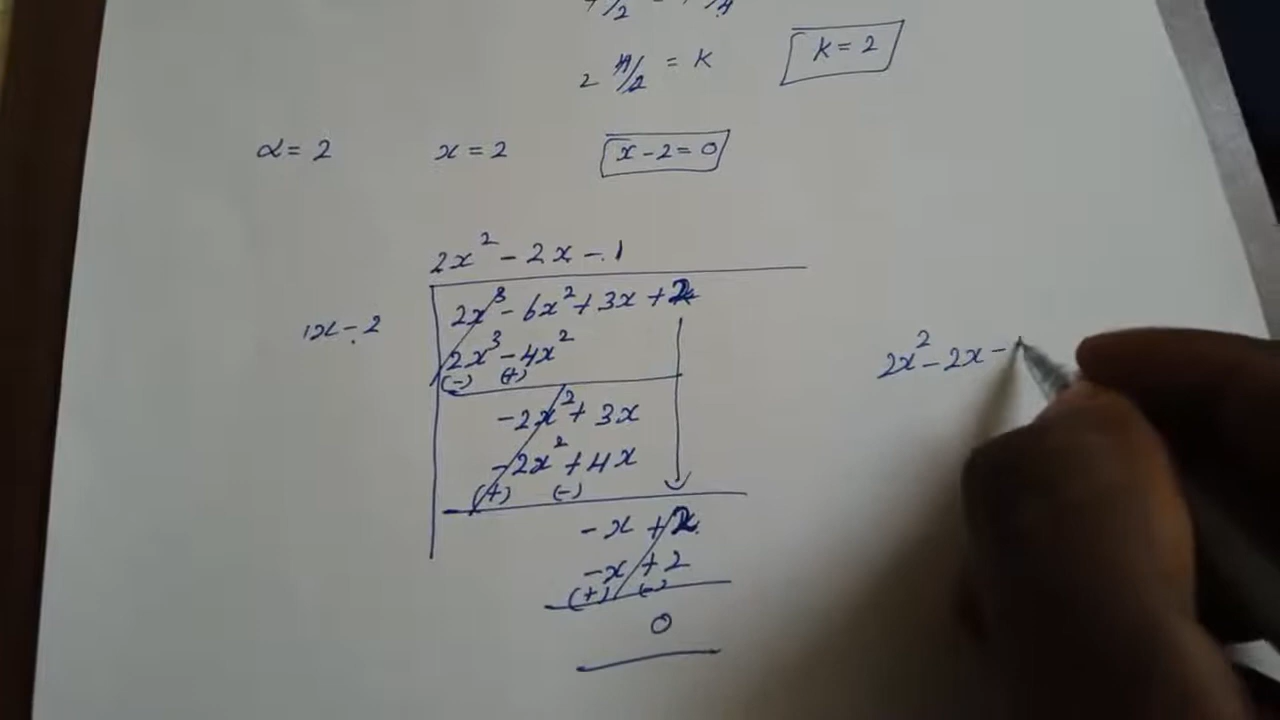 2 4/2 = k
k = 2
α = 2 x = 2 x - 2 = 0
2x² - 2x - 1
x - 2
2x³ - 6x² + 3x + 2
2x³ - 4x²
(-) (+)
-2x² + 3x
-2x² + 4x
(+) (-)
-x + 2
-x + 2
(+) (-)
0
2x² - 2x -